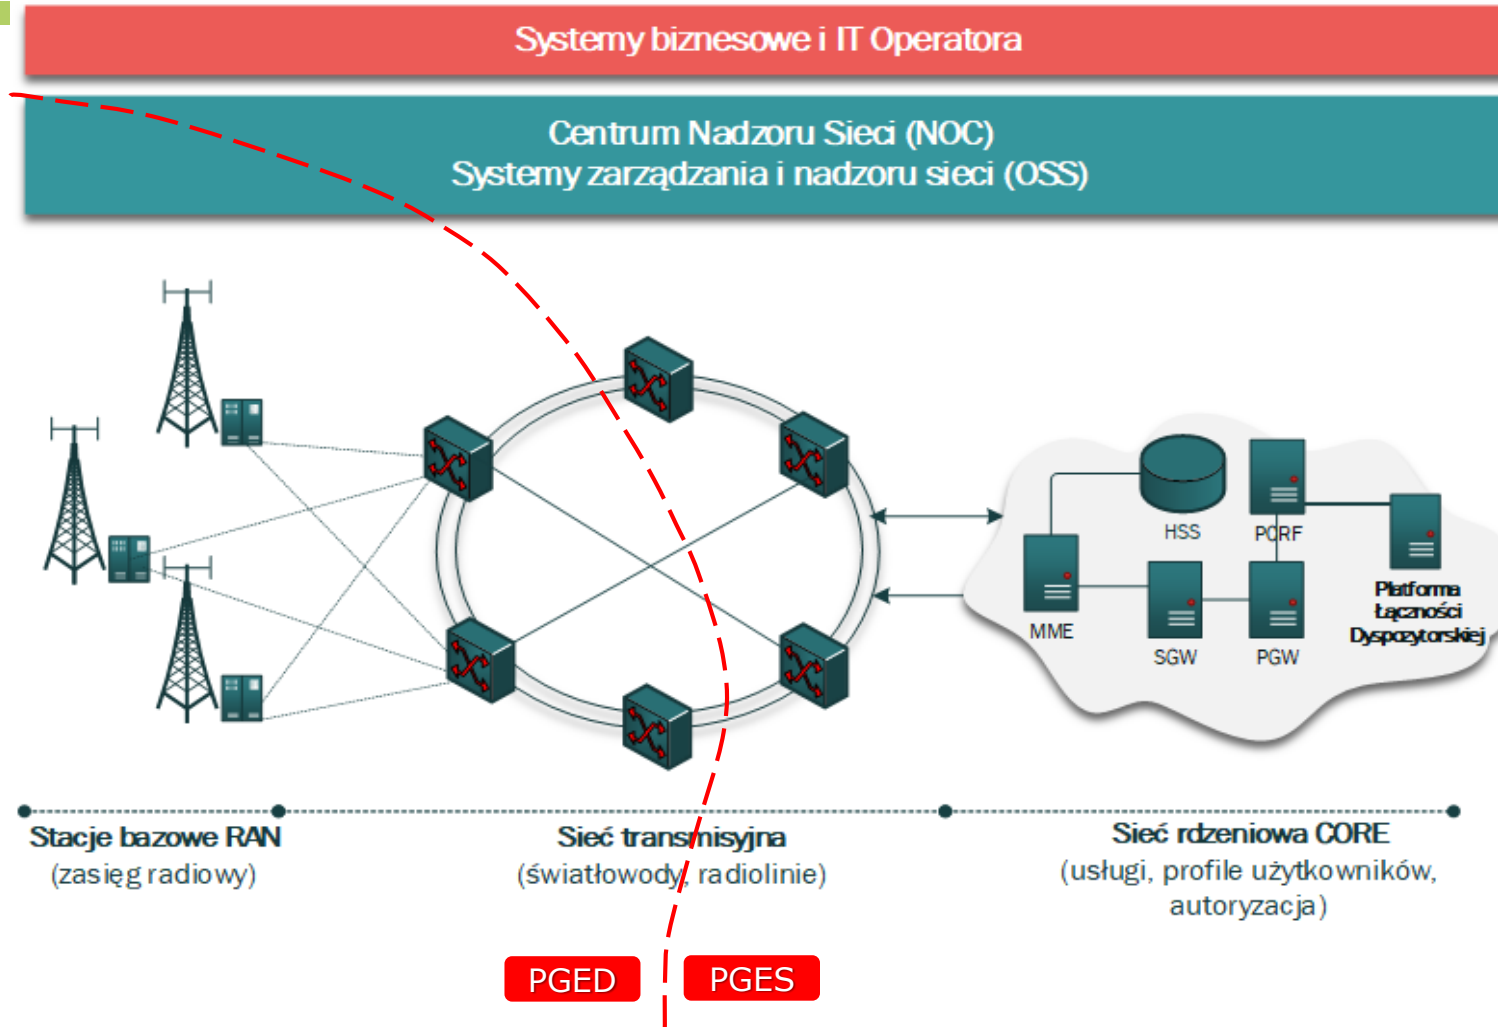 Systemy biznesowe i IT Operatora
Centrum Nadzoru Sieci (NOC)
Systemy zarządzania i nadzoru sieci (OSS)
HSS
PCRF
MME
SGW
PGW
Platforma
Łączności
Dyspozytorskiej
Stacje bazowe RAN
(zasięg radiowy)
Sieć transmisyjna
(światłowody, radiolinie)
Sieć rdzeniowa CORE
(usługi, profile użytkowników,
autoryzacja)
PGED
PGES